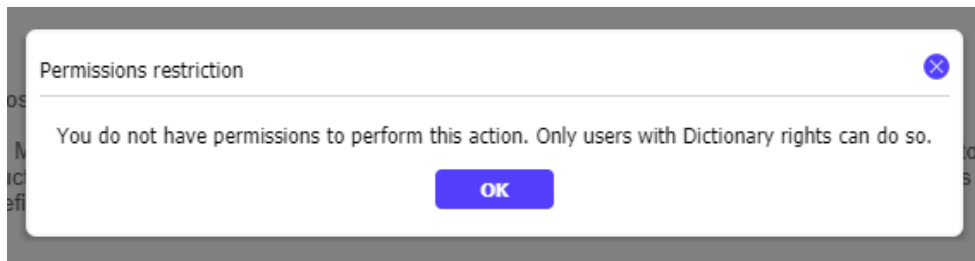 Permissions restriction
You do not have permissions to perform this action. Only users with Dictionary rights can do so.
OK